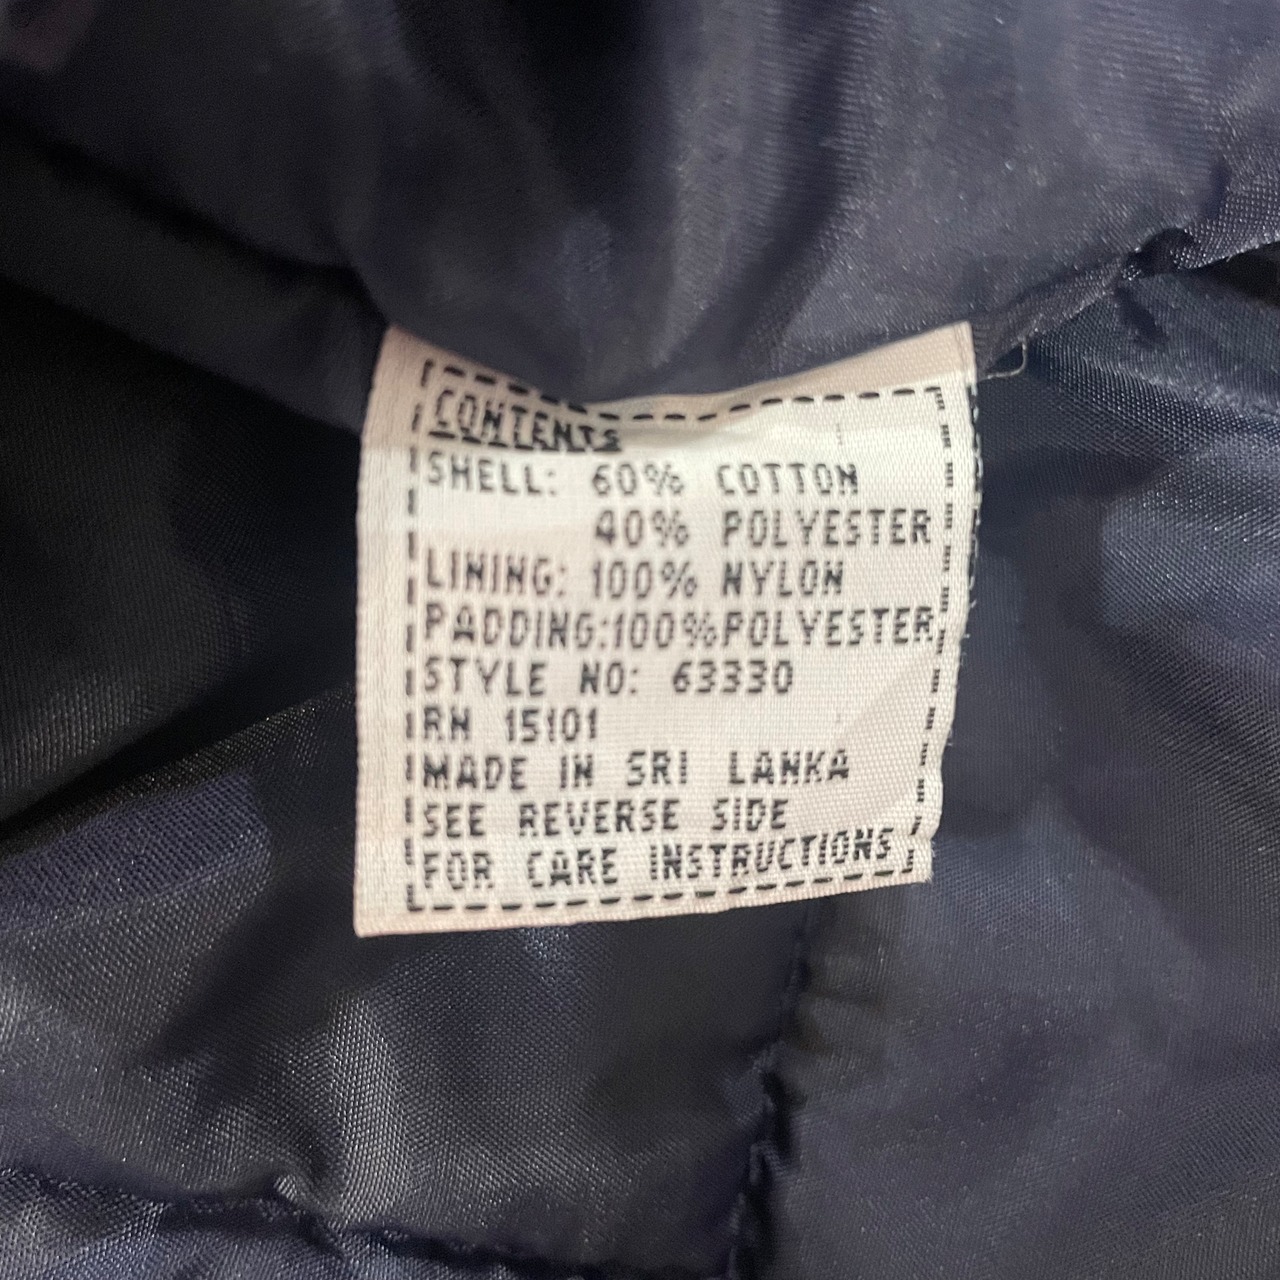 CONTENTS
SHELL: 60% COTTON
40% POLYESTER
LINING: 100% NYLON
PADDING:100%POLYESTER
STYLE NO: 63330
RN 15101
MADE IN SRI LANKA
SEE REVERSE SIDE
FOR CARE INSTRUCTIONS